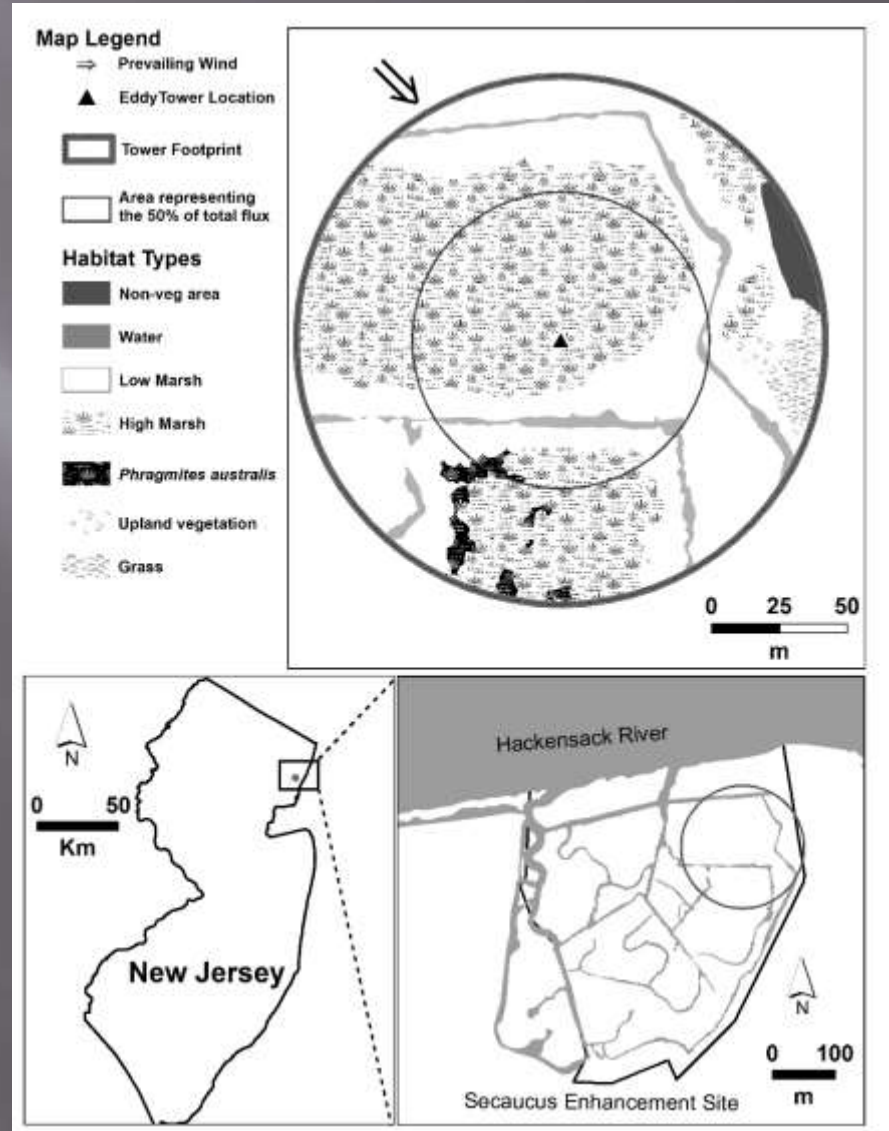 Map Legend
Prevailing Wind
EddyTower Location
Tower Footprint
Area representing
the 50% of total flux
Habitat Types
Non-veg area
Water
Low Marsh
High Marsh
Phragmites australis
Upland vegetation
Grass
0 25 50
m
N
0 50
Km
New Jersey
Hackensack River
N
0 100
m
Secaucus Enhancement Site